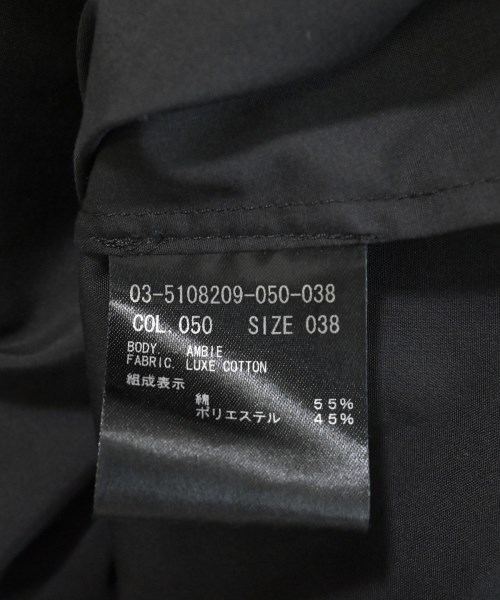 03-5108209-050-038
COL. 050 SIZE 038
BODY. AMBIE
FABRIC. LUXE COTTON
組成表示
綿 55%
ポリエステル 45%